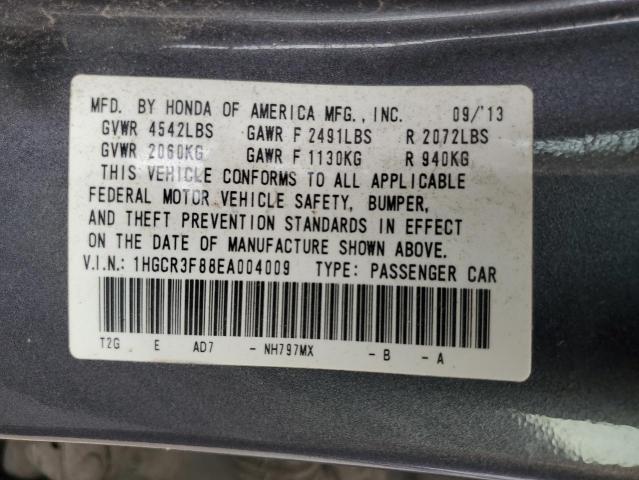 MFD. BY HONDA OF AMERICA MFG., INC. 09/'13
GVWR 4542LBS GAWR F 2491LBS R 2072LBS
GVWR 2060KG GAWR F 1130KG R 940KG
THIS VEHICLE CONFORMS TO ALL APPLICABLE
FEDERAL MOTOR VEHICLE SAFETY, BUMPER,
AND THEFT PREVENTION STANDARDS IN EFFECT
ON THE DATE OF MANUFACTURE SHOWN ABOVE.
V.I.N.: 1HGCR3F88EA004009 TYPE: PASSENGER CAR
T2G E AD7 - NH797MX - B - A